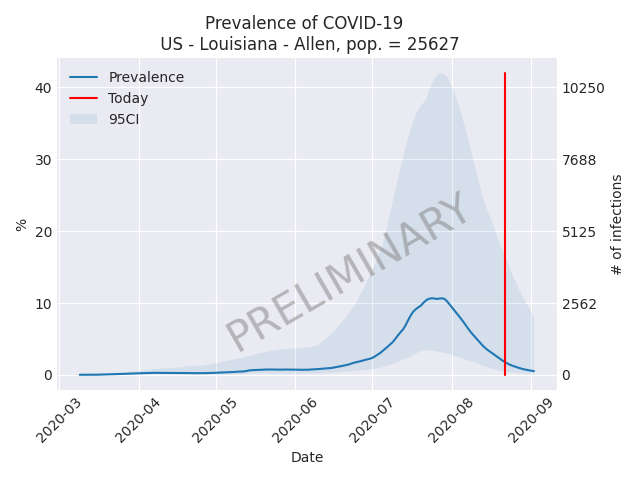 Prevalence of COVID-19
US - Louisiana - Allen, pop. = 25627
Prevalence
Today
95CI
40
30
20
10
0
%
10250
7688
5125
2562
0
# of infections
PRELIMINARY
2020-03
2020-04
2020-05
2020-06
2020-07
2020-08
2020-09
Date